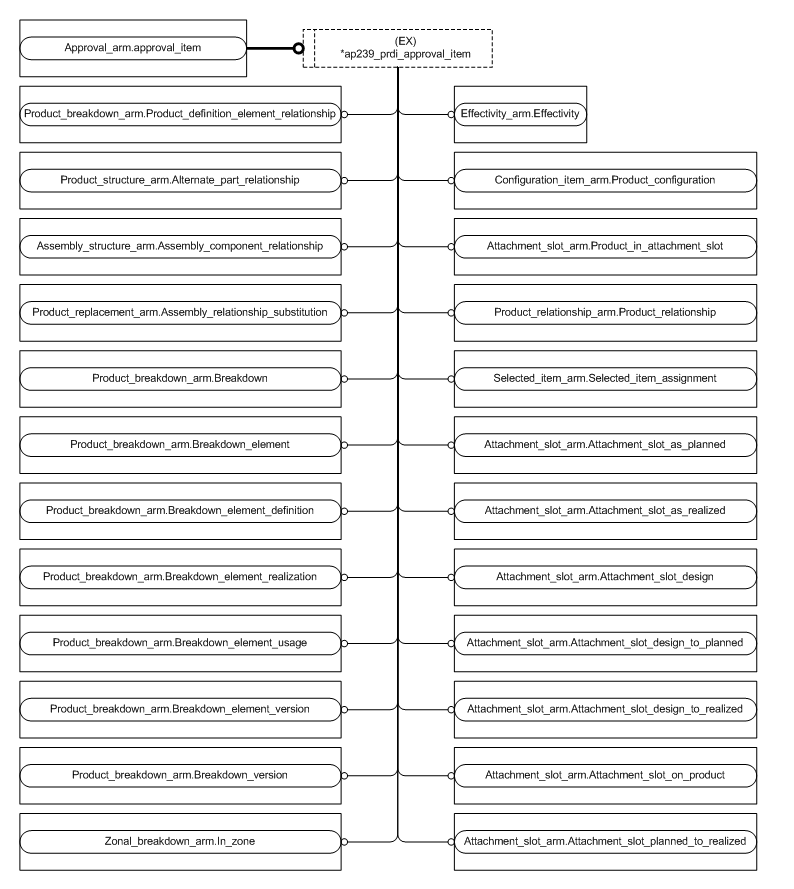 Approval_arm.approval_item
(EX)
*ap239_prdi_approval_item
Product_breakdown_arm.Product_definition_element_relationship
Effectivity_arm.Effectivity
Product_structure_arm.Alternate_part_relationship
Configuration_item_arm.Product_configuration
Assembly_structure_arm.Assembly_component_relationship
Attachment_slot_arm.Product_in_attachment_slot
Product_replacement_arm.Assembly_relationship_substitution
Product_relationship_arm.Product_relationship
Product_breakdown_arm.Breakdown
Selected_item_arm.Selected_item_assignment
Product_breakdown_arm.Breakdown_element
Attachment_slot_arm.Attachment_slot_as_planned
Product_breakdown_arm.Breakdown_element_definition
Attachment_slot_arm.Attachment_slot_as_realized
Product_breakdown_arm.Breakdown_element_realization
Attachment_slot_arm.Attachment_slot_design
Product_breakdown_arm.Breakdown_element_usage
Attachment_slot_arm.Attachment_slot_design_to_planned
Product_breakdown_arm.Breakdown_element_version
Attachment_slot_arm.Attachment_slot_design_to_realized
Product_breakdown_arm.Breakdown_version
Attachment_slot_arm.Attachment_slot_on_product
Zonal_breakdown_arm.In_zone
Attachment_slot_arm.Attachment_slot_planned_to_realized